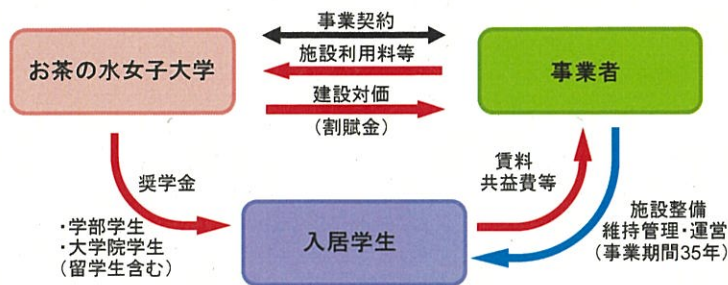 事業契約
お茶の水女子大学
施設利用料等
事業者
建設対価
(割賦金)
奨学金
賃料
共益費等
・学部学生
・大学院学生
(留学生含む)
入居学生
施設整備
維持管理・運営
(事業期間35年)